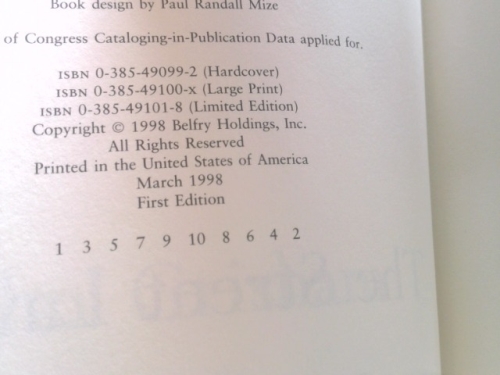 Book design by Paul Randall Mize
of Congress Cataloging-in-Publication Data applied for.
ISBN 0-385-49099-2 (Hardcover)
ISBN 0-385-49100-x (Large Print)
ISBN 0-385-49101-8 (Limited Edition)
Copyright © 1998 Belfry Holdings, Inc.
All Rights Reserved
Printed in the United States of America
March 1998
First Edition
1 3 5 7 9 10 8 6 4 2